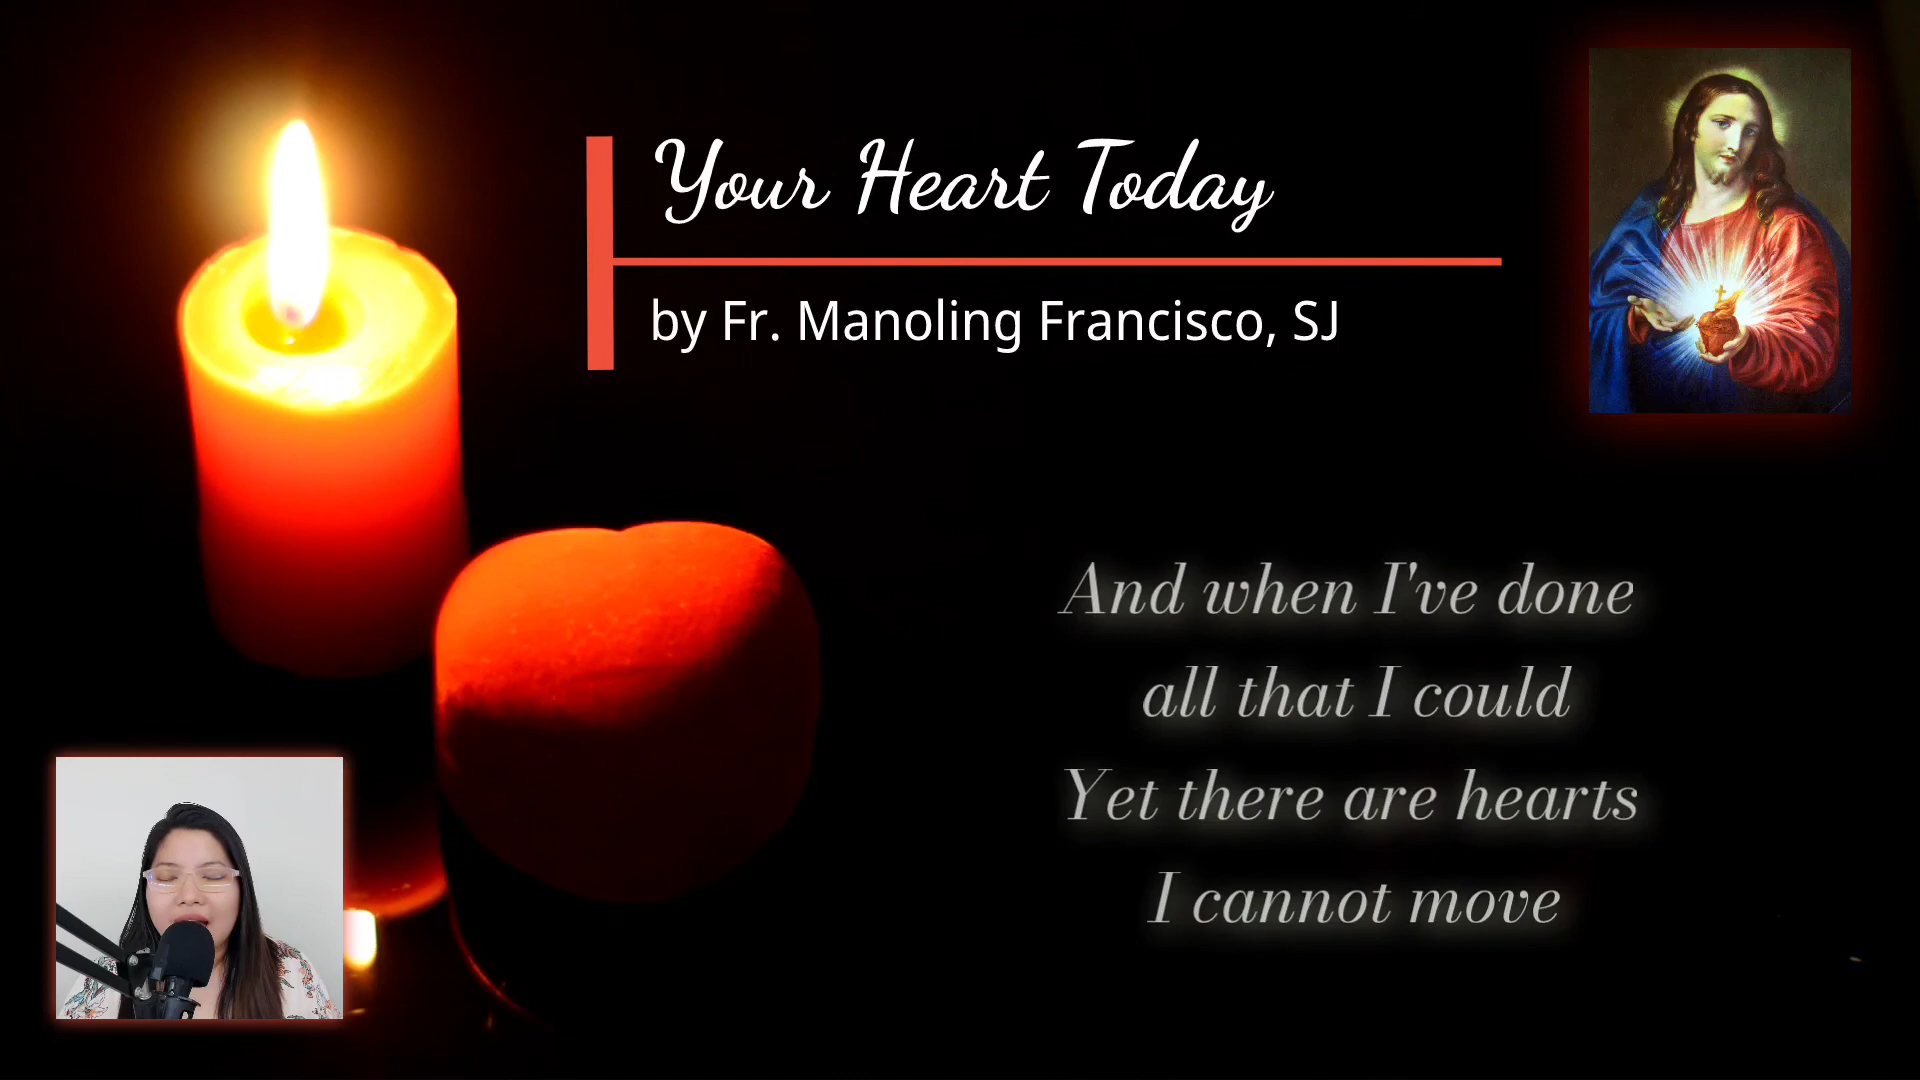 Your Heart Today
by Fr. Manoling Francisco, SJ
And when I've done
all that I could
Yet there are hearts
I cannot move